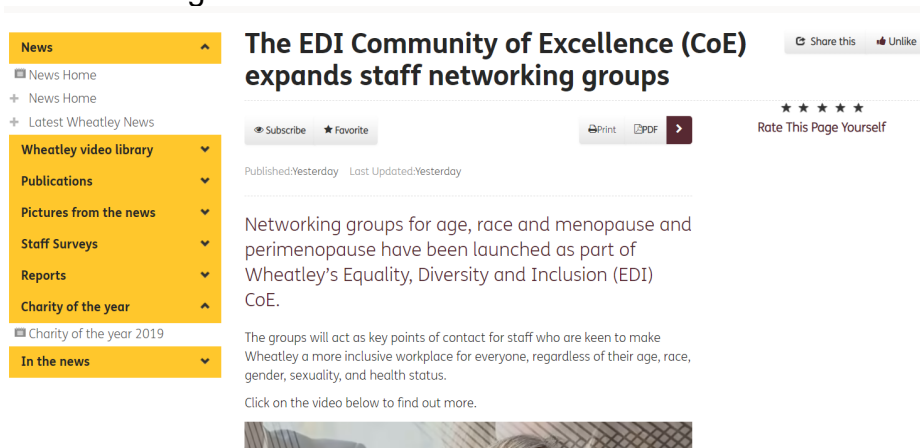 News
News Home
News Home
Latest Wheatley News
Wheatley video library
Publications
Pictures from the news
Staff Surveys
Reports
Charity of the year
Charity of the year 2019
In the news
The EDI Community of Excellence (CoE)
expands staff networking groups
Share this Unlike
Subscribe Favorite
Print PDF
Rate This Page Yourself
Published:Yesterday Last Updated:Yesterday
Networking groups for age, race and menopause and
perimenopause have been launched as part of
Wheatley's Equality, Diversity and Inclusion (EDI)
CoE.
The groups will act as key points of contact for staff who are keen to make
Wheatley a more inclusive workplace for everyone, regardless of their age, race,
gender, sexuality, and health status.
Click on the video below to find out more.